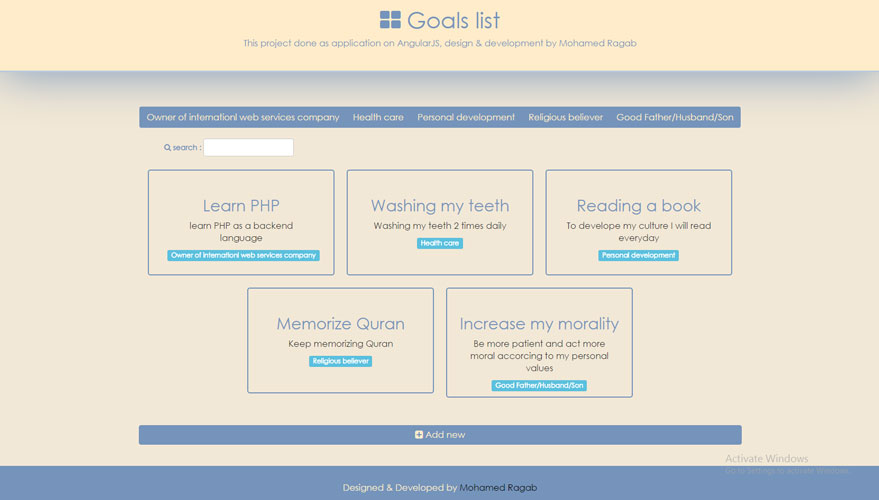 Goals list
This project done as application on AngularJS, design & development by Mohamed Ragab
Owner of internationl web services company Health care Personal development Religious believer Good Father/Husband/Son
search :
Learn PHP
learn PHP as a backend
language
Owner of internationl web services company
Washing my teeth
Washing my teeth 2 times daily
Health care
Reading a book
To develope my culture I will read
everyday
Personal development
Memorize Quran
Keep memorizing Quran
Religious believer
Increase my morality
Be more patient and act more
moral accorcing to my personal
values
Good Father/Husband/Son
Add new
Activate Windows
Go to Settings to activate Windows.
Designed & Developed by Mohamed Ragab